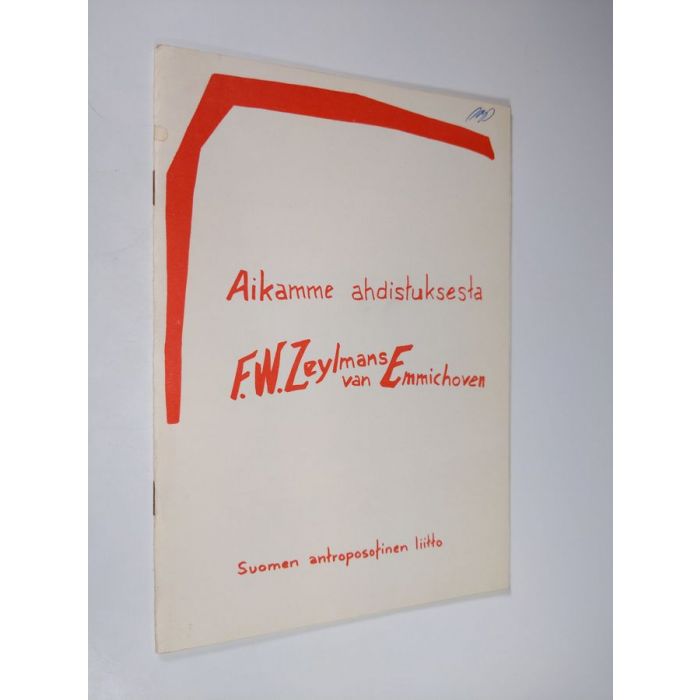 Aikamme ahdistuksesta
F.W. Zeylmans
van Emmichoven
Suomen antroposofinen liitto